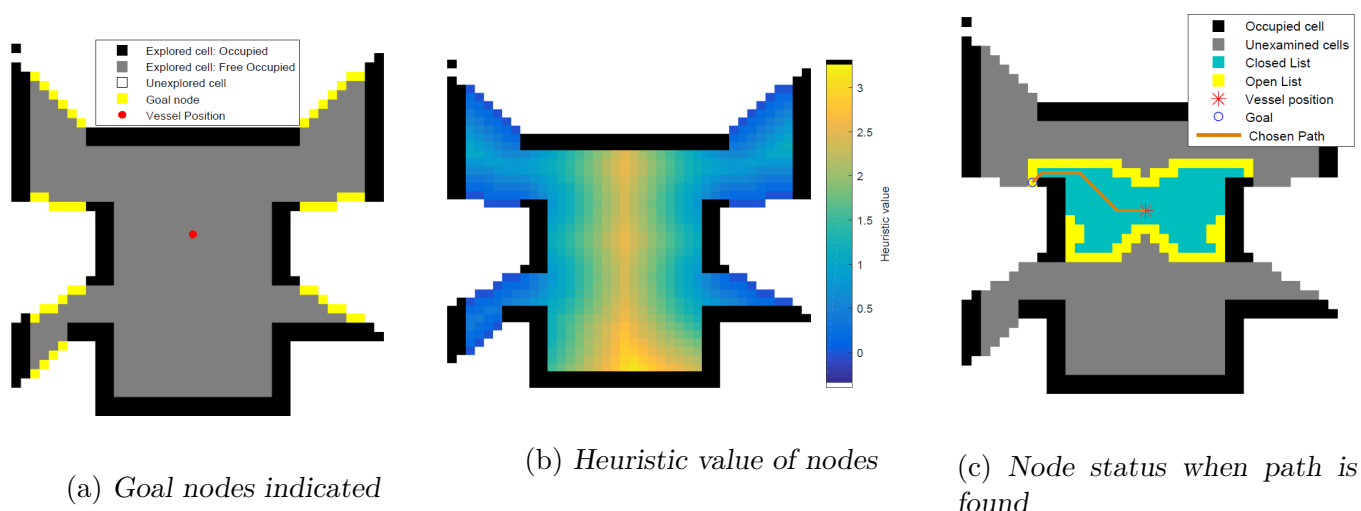 Explored cell: Occupied
Explored cell: Free Occupied
Unexplored cell
Goal node
Vessel Position
(a) Goal nodes indicated
3
2.5
2
1.5
1
0.5
0
Heuristic value
(b) Heuristic value of nodes
Occupied cell
Unexamined cells
Closed List
Open List
Vessel position
Goal
Chosen Path
(c) Node status when path is
found